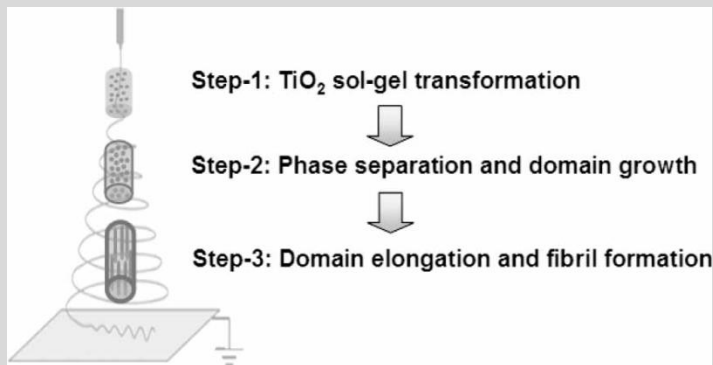 Step-1: TiO₂ sol-gel transformation
Step-2: Phase separation and domain growth
Step-3: Domain elongation and fibril formation